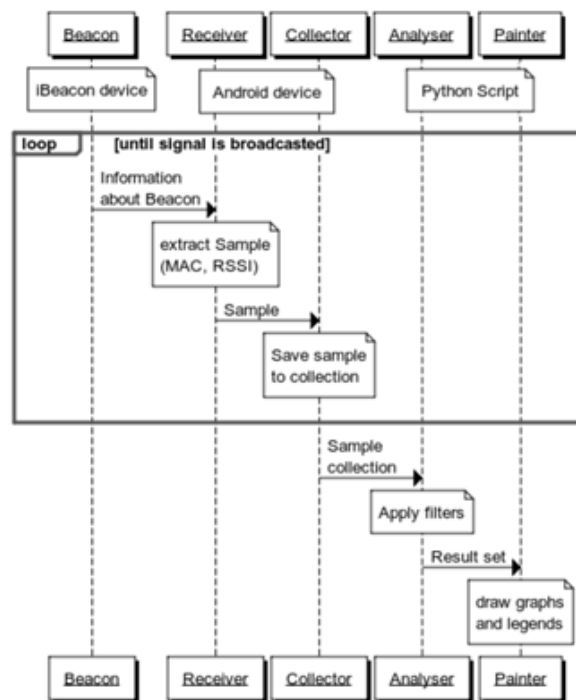 Beacon Receiver Collector Analyser Painter
iBeacon device Android device Python Script
loop [until signal is broadcasted]
Information
about Beacon
extract Sample
(MAC, RSSI)
Sample
Save sample
to collection
Sample
collection
Apply filters
Result set
draw graphs
and legends
Beacon Receiver Collector Analyser Painter